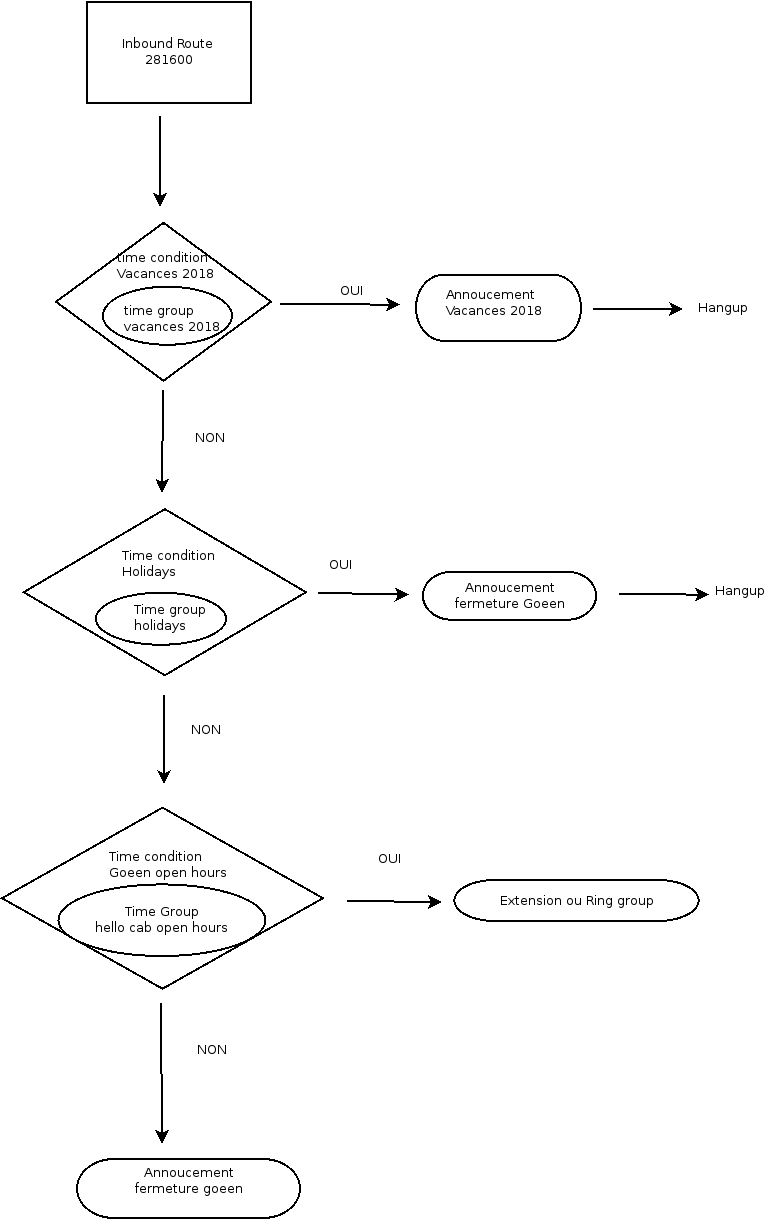 Inbound Route
281600
time condition
Vacances 2018
time group
vacances 2018
OUI
Annoucement
Vacances 2018
Hangup
NON
Time condition
Holidays
Time group
holidays
OUI
Annoucement
fermeture Goeen
Hangup
NON
Time condition
Goeen open hours
Time Group
hello cab open hours
OUI
Extension ou Ring group
NON
Annoucement
fermeture goeen